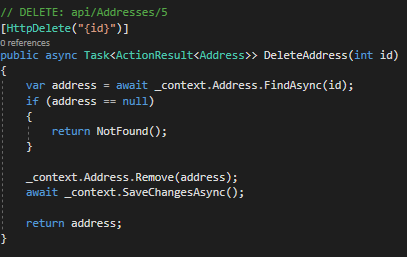 // DELETE: api/Addresses/5
[HttpDelete("{id}")]
0 references
public async Task<ActionResult<Address>> DeleteAddress(int id)
{
    var address = await _context.Address.FindAsync(id);
    if (address == null)
    {
        return NotFound();
    }

    _context.Address.Remove(address);
    await _context.SaveChangesAsync();

    return address;
}